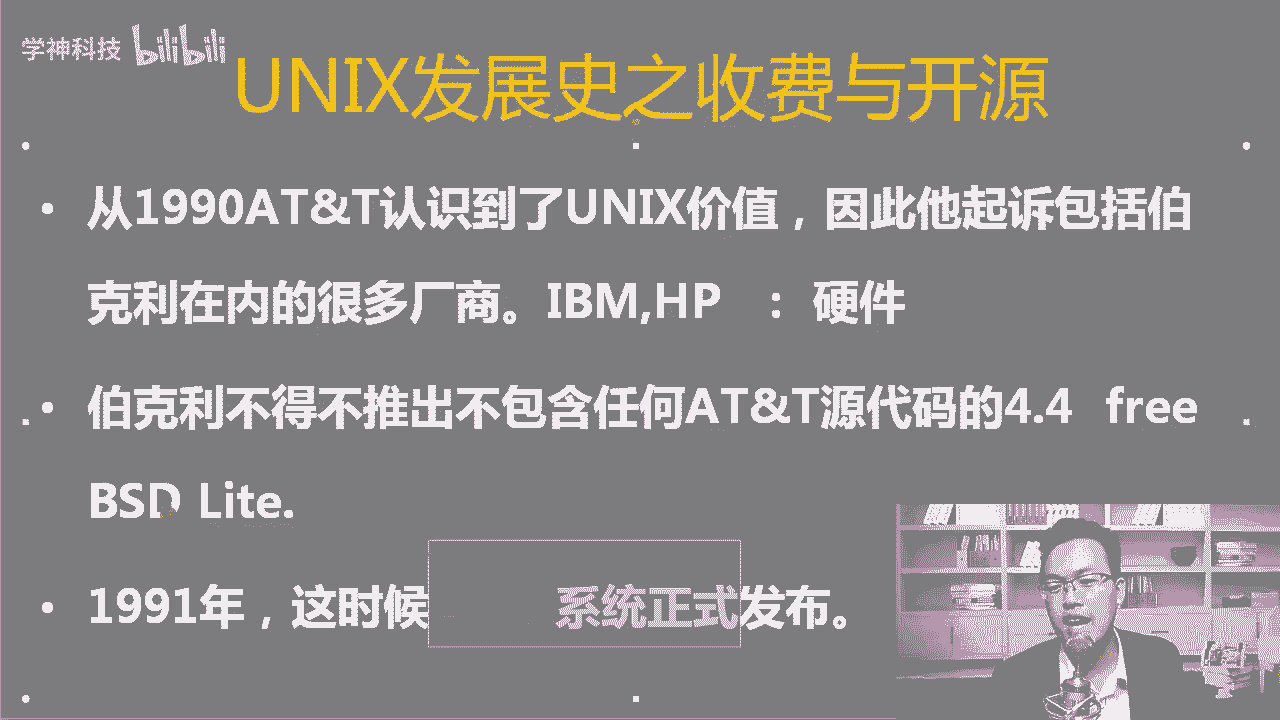 学神科技 bilibili
UNIX发展史之收费与开源
• 从1990AT&T认识到了UNIX价值，因此他起诉包括伯
克利在内的很多厂商。IBM,HP ：硬件
• 伯克利不得不推出不包含任何AT&T源代码的4.4 free
BSD Lite.
• 1991年，这时候 系统正式发布。